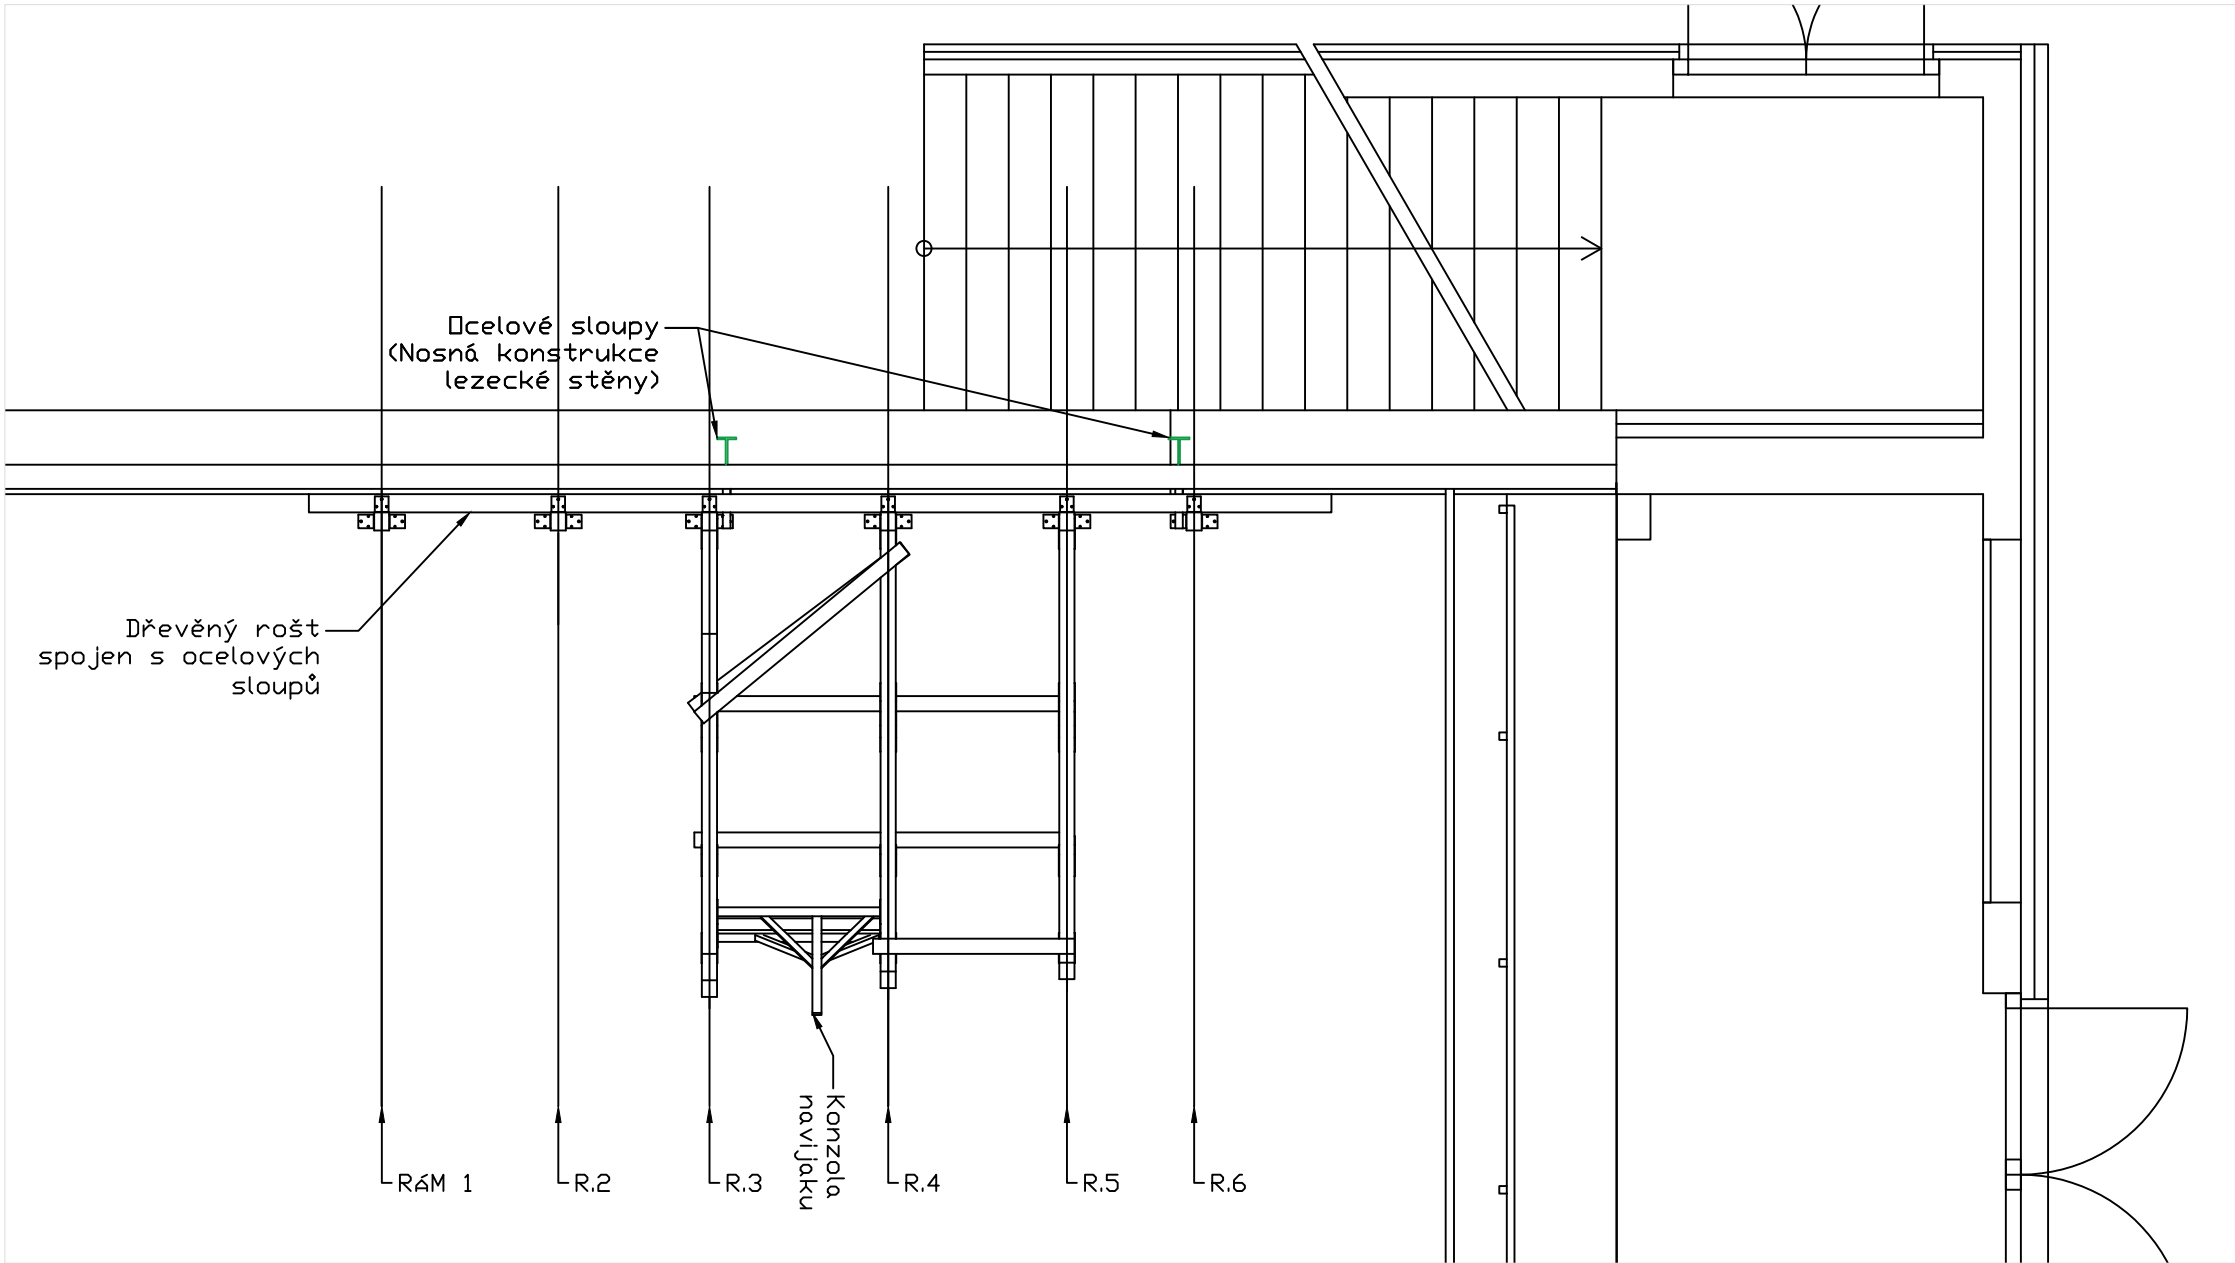 Ocelové sloupy
(Nosná konstrukce
lezecké stěny)
Dřevěný rošt
spojen s ocelových
sloupů
Konzola
navijaku
RÁM 1
R.2
R.3
R.4
R.5
R.6